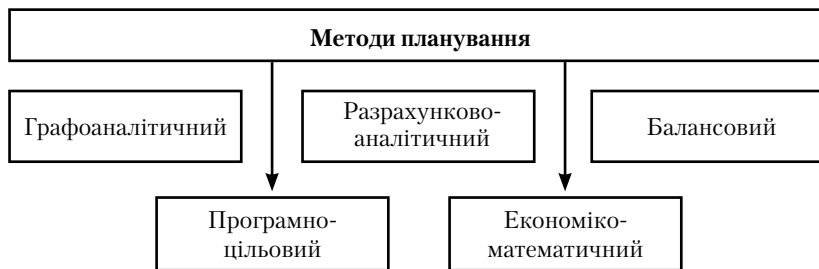 Методи планування
Графоаналітичний
Разрахунково-
аналітичний
Балансовий
Програмно-
цільовий
Економіко-
математичний